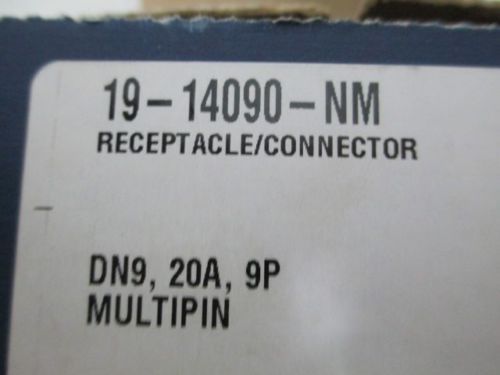 19-14090-NM
RECEPTACLE/CONNECTOR
DN9, 20A, 9P
MULTIPIN